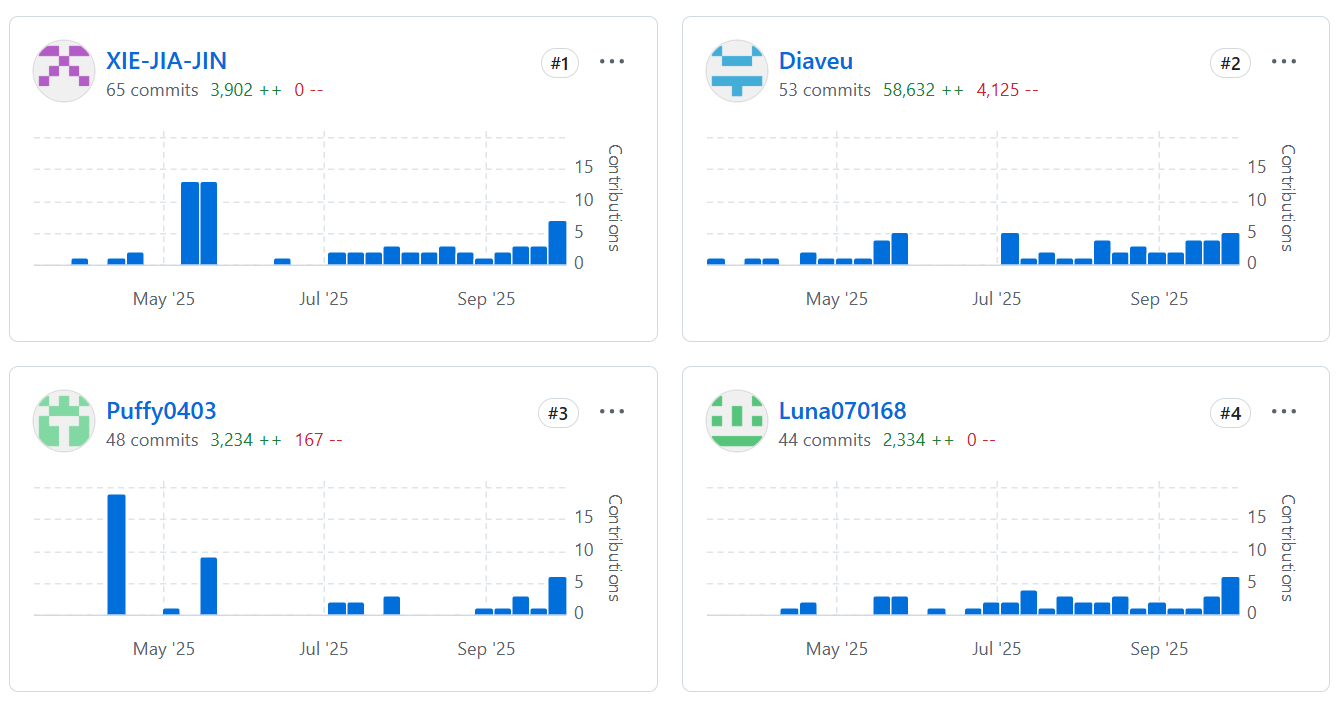 XIE-JIA-JIN
#1
65 commits 3,902 ++ 0 --
15
10
5
0
Contributions
May '25 Jul '25 Sep '25
Diaveu
#2
53 commits 58,632 ++ 4,125 --
15
10
5
0
Contributions
May '25 Jul '25 Sep '25
Puffy0403
#3
48 commits 3,234 ++ 167 --
15
10
5
0
Contributions
May '25 Jul '25 Sep '25
Luna070168
#4
44 commits 2,334 ++ 0 --
15
10
5
0
Contributions
May '25 Jul '25 Sep '25